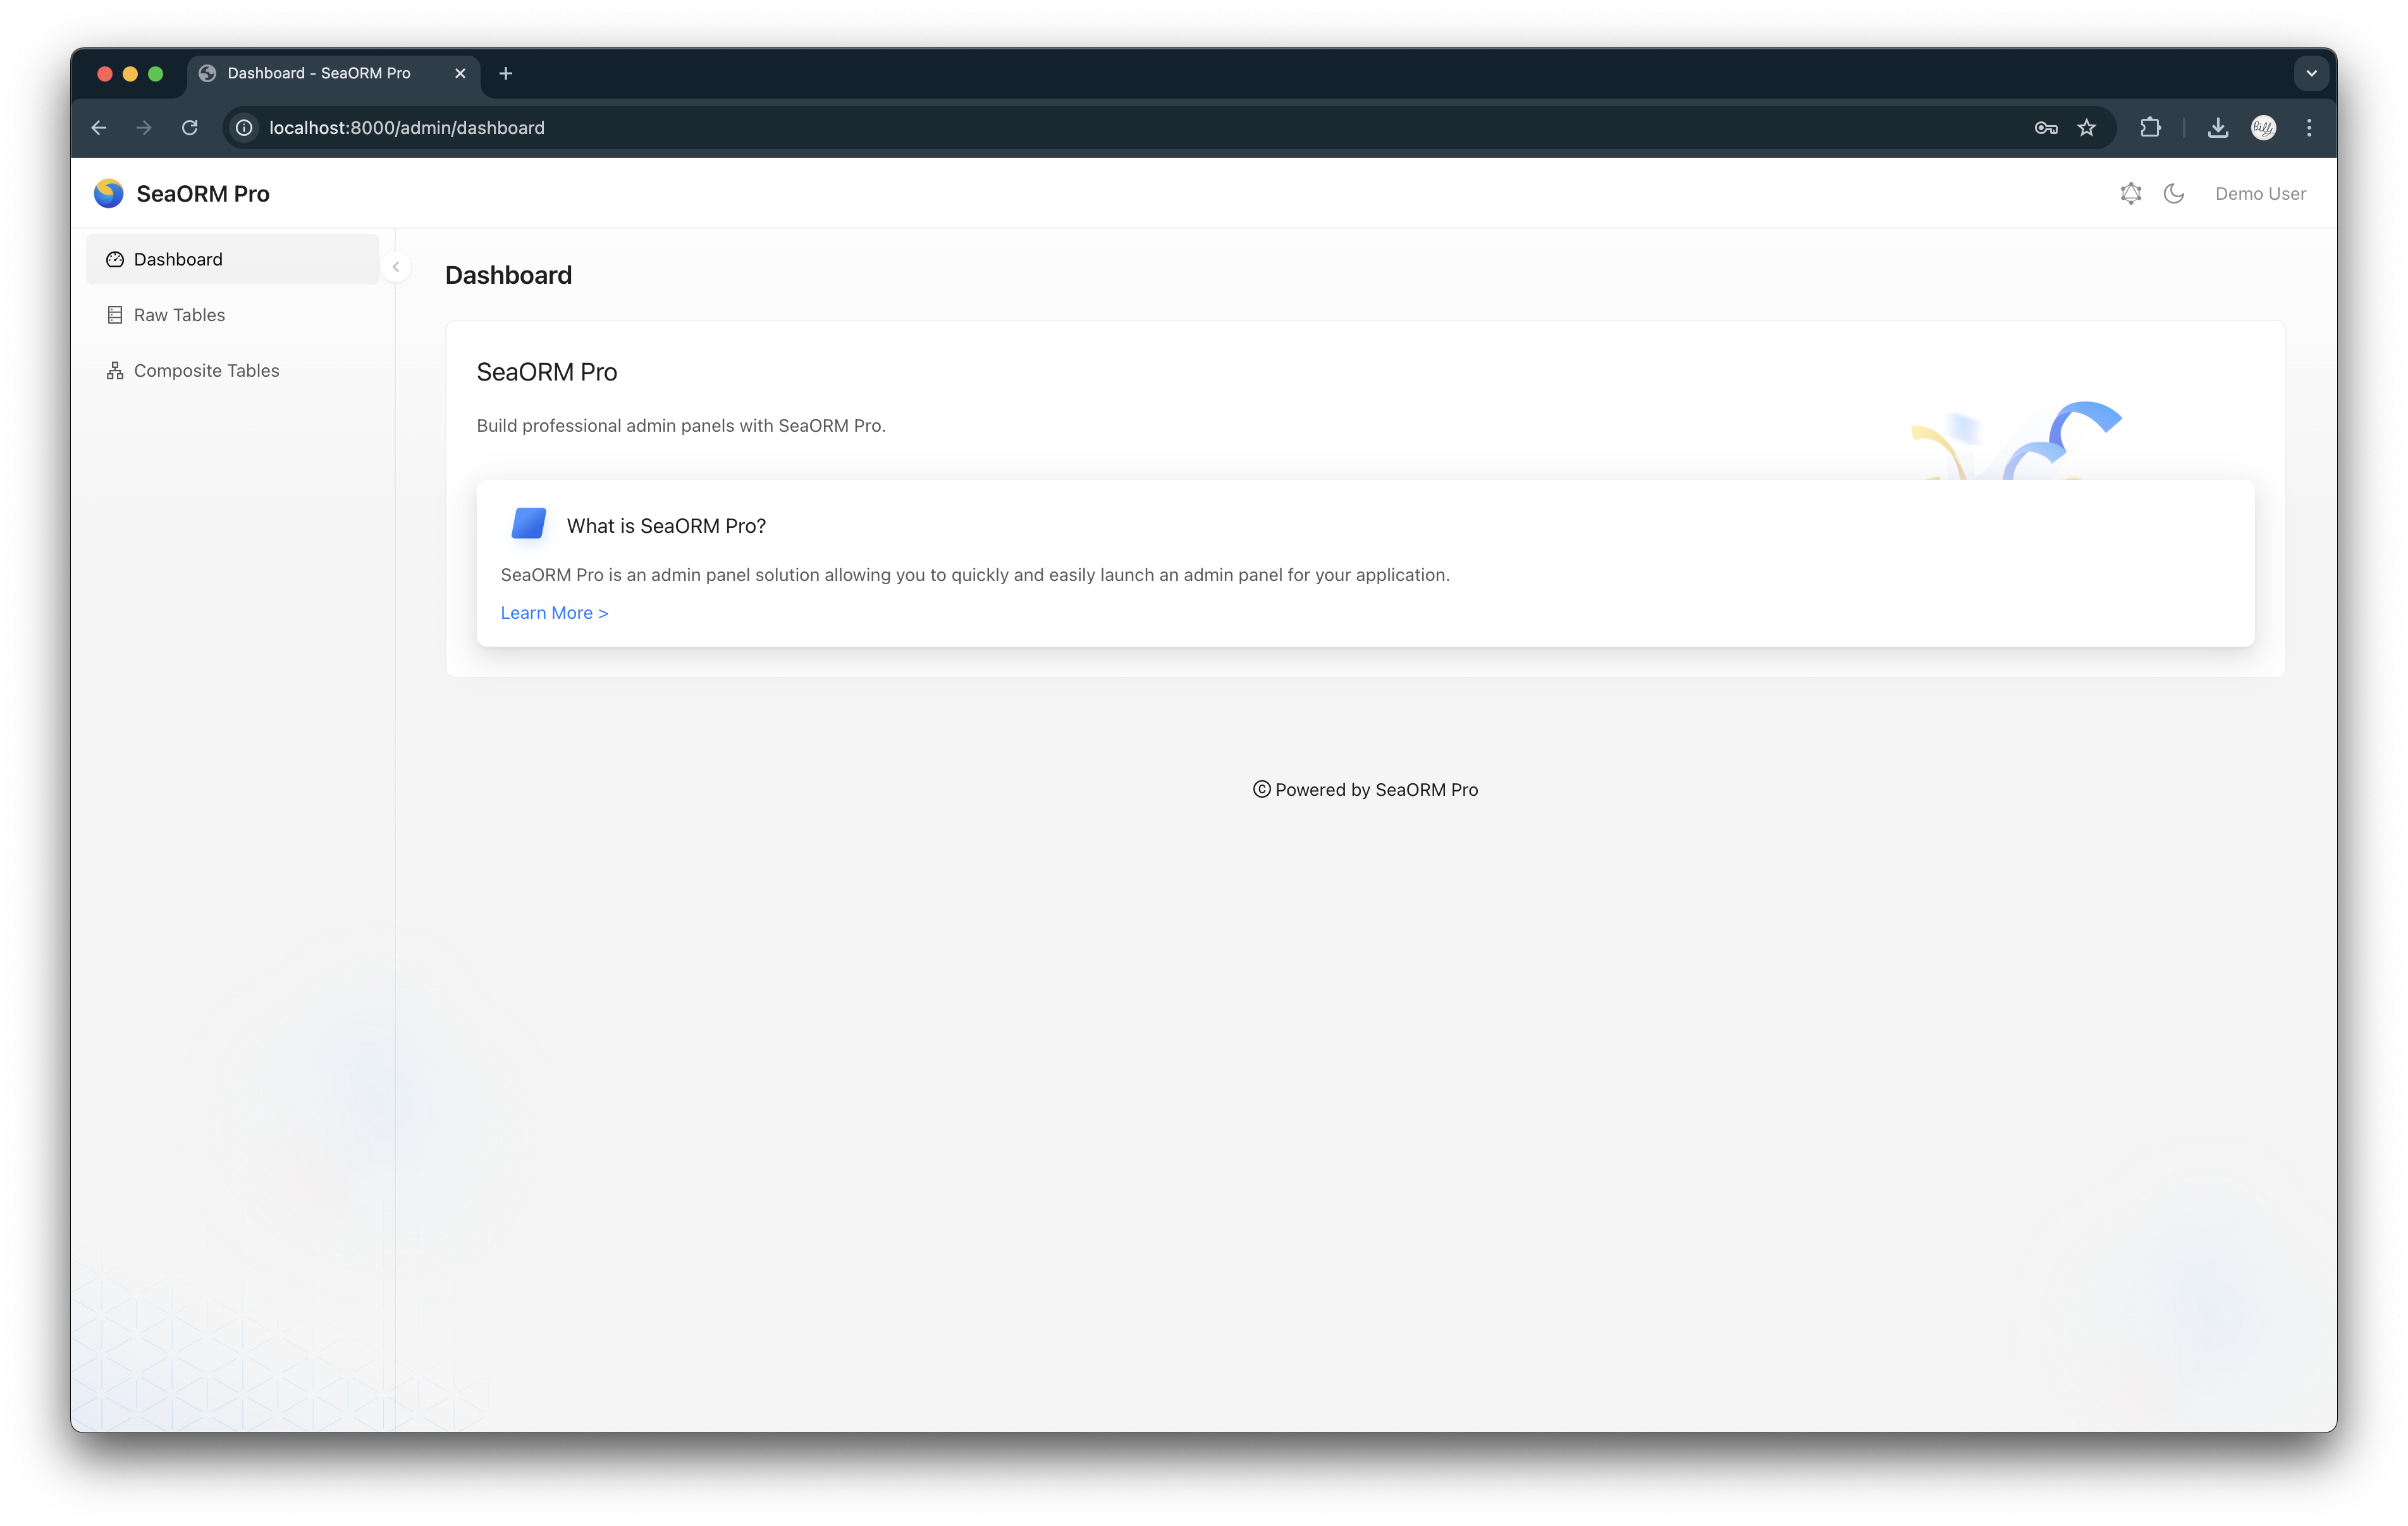 Dashboard - SeaORM Pro
localhost:8000/admin/dashboard
Billy
SeaORM Pro
Demo User
Dashboard
Raw Tables
Composite Tables
Dashboard
SeaORM Pro
Build professional admin panels with SeaORM Pro.
What is SeaORM Pro?
SeaORM Pro is an admin panel solution allowing you to quickly and easily launch an admin panel for your application.
Learn More >
© Powered by SeaORM Pro